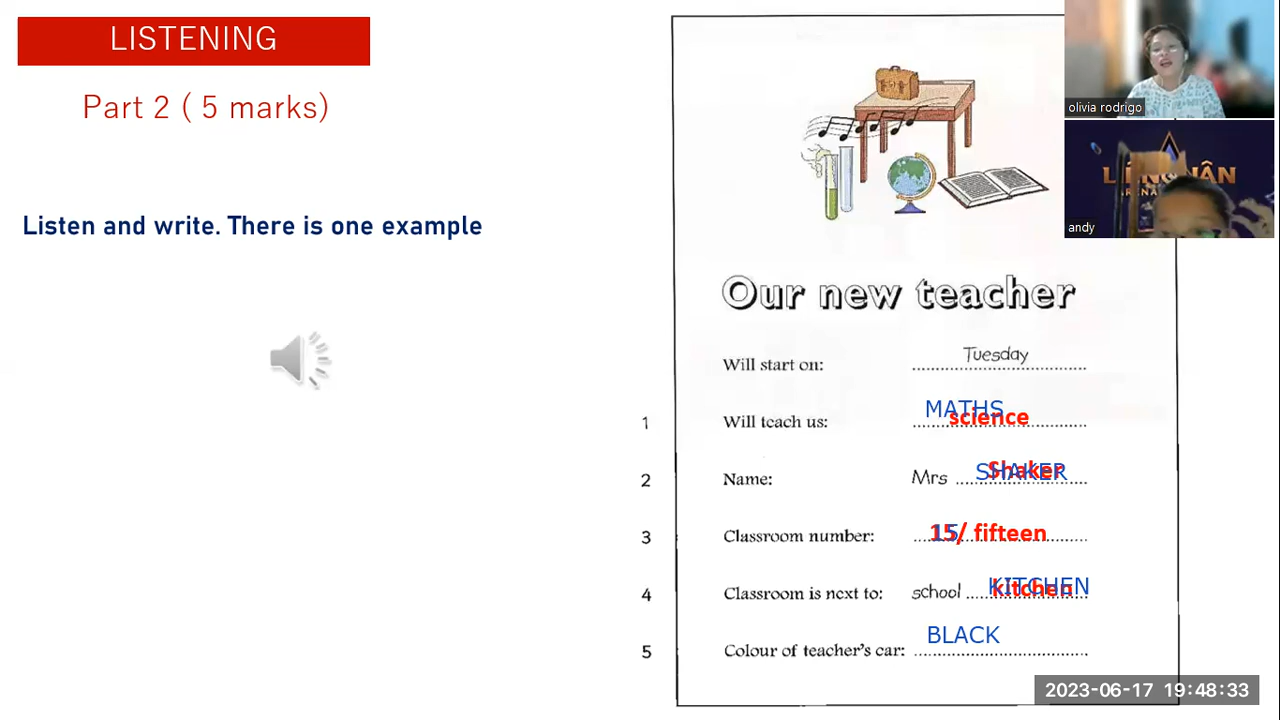 LISTENING
Part 2 ( 5 marks)
Listen and write. There is one example
olivia rodrigo
andy
Our new teacher
Will start on: Tuesday
1 Will teach us: MATHS science
2 Name: Mrs SHAKER Shaker
3 Classroom number: 15 15/ fifteen
4 Classroom is next to: school KITCHEN kitchen
5 Colour of teacher's car: BLACK
2023-06-17 19:48:33